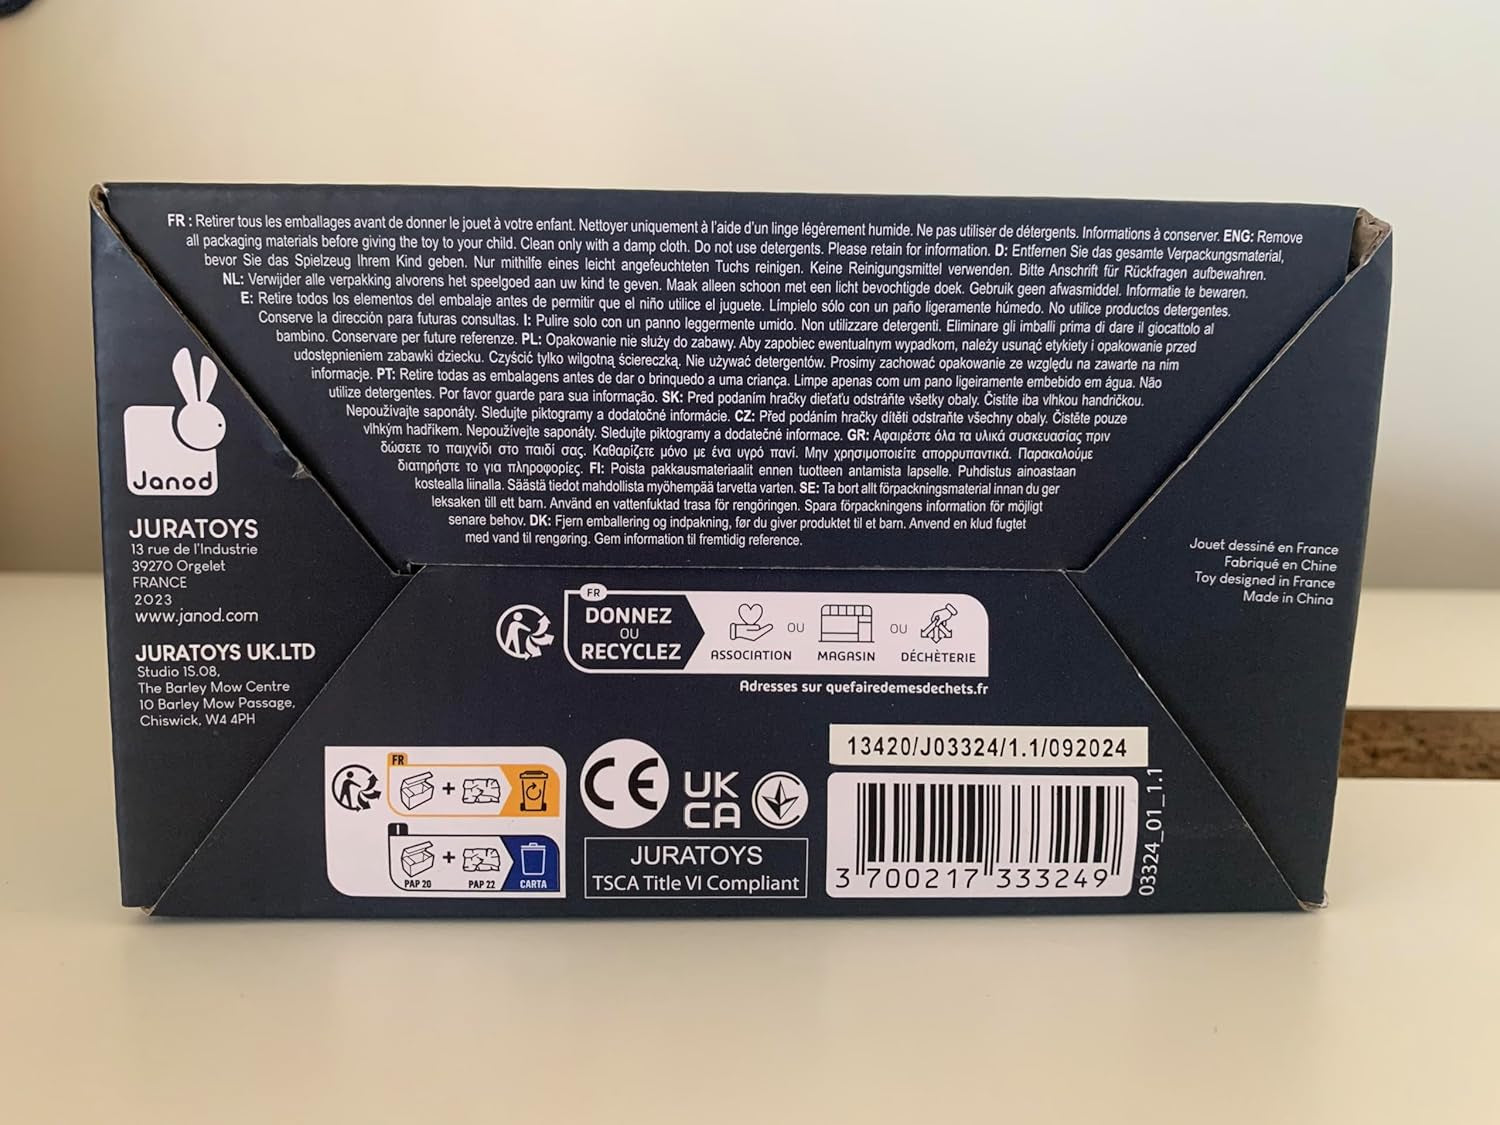 FR : Retirer tous les emballages avant de donner le jouet à votre enfant. Nettoyer uniquement à l'aide d'un linge légèrement humide. Ne pas utiliser de détergents. Informations à conserver. ENG: Remove
all packaging materials before giving the toy to your child. Clean only with a damp cloth. Do not use detergents. Please retain for information. D: Entfernen Sie das gesamte Verpackungsmaterial,
bevor Sie das Spielzeug Ihrem Kind geben. Nur mithilfe eines leicht angefeuchteten Tuchs reinigen. Keine Reinigungsmittel verwenden. Bitte Anschrift für Rückfragen aufbewahren.
NL: Verwijder alle verpakking alvorens het speelgoed aan uw kind te geven. Maak alleen schoon met een licht bevochtigde doek. Gebruik geen afwasmiddel. Informatie te bewaren.
E: Retire todos los elementos del embalaje antes de permitir que el niño utilice el juguete. Límpielo sólo con un paño ligeramente húmedo. No utilice productos detergentes.
Conserve la dirección para futuras consultas. I: Pulire solo con un panno leggermente umido. Non utilizzare detergenti. Eliminare gli imballi prima di dare il giocattolo al
bambino. Conservare per future referenze. PL: Opakowanie nie służy do zabawy. Aby zapobiec ewentualnym wypadkom, należy usunąć etykiety i opakowanie przed
udostępnieniem zabawki dziecku. Czyścić tylko wilgotną ściereczką. Nie używać detergentów. Prosimy zachować opakowanie ze względu na zawarte na nim
informacje. PT: Retire todas as embalagens antes de dar o brinquedo a uma criança. Limpe apenas com um pano ligeiramente embebido em água. Não
utilize detergentes. Por favor guarde para sua informação. SK: Pred podaním hračky dieťaťu odstráňte všetky obaly. Čistite iba vlhkou handričkou.
Nepoužívajte saponáty. Sledujte piktogramy a dodatočné informácie. CZ: Před podáním hračky dítěti odstraňte všechny obaly. Čistěte pouze
vlhkým hadříkem. Nepoužívejte saponáty. Sledujte piktogramy a dodatečné informace. GR: Αφαιρέστε όλα τα υλικά συσκευασίας πριν
δώσετε το παιχνίδι στο παιδί σας. Καθαρίζετε μόνο με ένα υγρό πανί. Μην χρησιμοποιείτε απορρυπαντικά. Παρακαλούμε
διατηρήστε το για πληροφορίες. FI: Poista pakkausmateriaalit ennen tuotteen antamista lapselle. Puhdistus ainoastaan
kostealla liinalla. Säästä tiedot mahdollista myöhempää tarvetta varten. SE: Ta bort allt förpackningsmaterial innan du ger
leksaken till ett barn. Använd en vattenfuktad trasa för rengöringen. Spara förpackningens information för möjligt
senare behov. DK: Fjern emballering og indpakning, før du giver produktet til et barn. Anvend en klud fugtet
med vand til rengøring. Gem information til fremtidig reference.
Janod
JURATOYS
13 rue de l'Industrie
39270 Orgelet
FRANCE
2023
www.janod.com
JURATOYS UK.LTD
Studio 1S.08,
The Barley Mow Centre
10 Barley Mow Passage,
Chiswick, W4 4PH
Jouet dessiné en France
Fabriqué en Chine
Toy designed in France
Made in China
FR
DONNEZ
OU
RECYCLEZ
ASSOCIATION OU MAGASIN OU DÉCHÈTERIE
Adresses sur quefairedemesdechets.fr
FR
+
I
+
PAP 20 PAP 22 CARTA
CE
UK
CA
JURATOYS
TSCA Title VI Compliant
13420/J03324/1.1/092024
3 700217 333249
03324_01_1.1